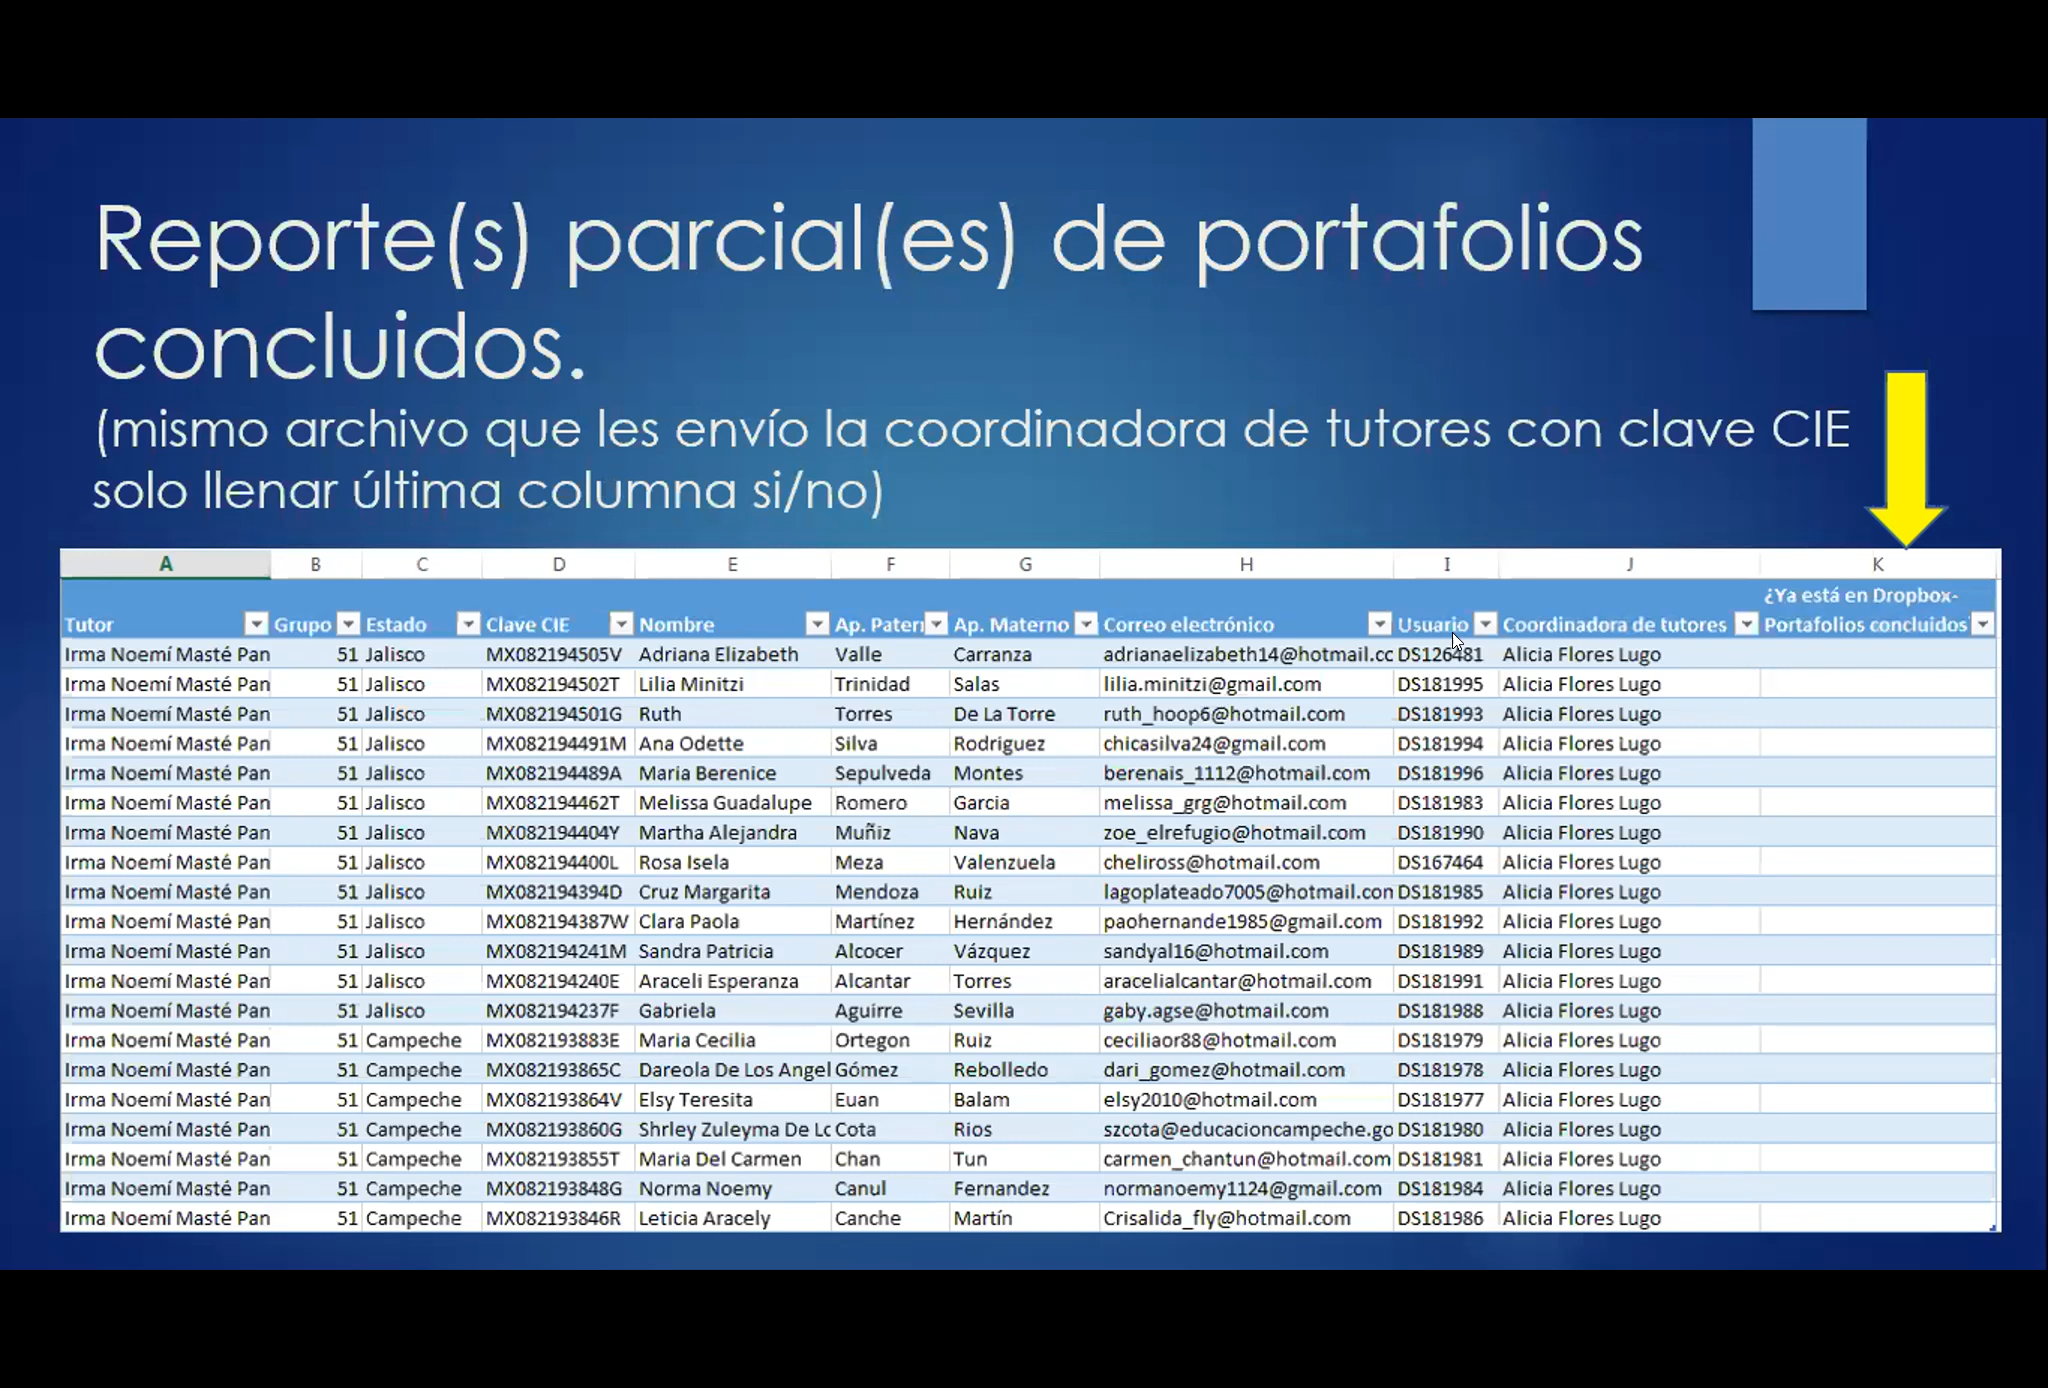 Reporte(s) parcial(es) de portafolios
concluidos.
(mismo archivo que les envío la coordinadora de tutores con clave CIE
solo llenar última columna si/no)
A B C D E F G H I J K
¿Ya está en Dropbox-
Tutor Grupo Estado Clave CIE Nombre Ap. Patern Ap. Materno Correo electrónico Usuario Coordinadora de tutores Portafolios concluidos
Irma Noemí Masté Pan 51 Jalisco MX082194505V Adriana Elizabeth Valle Carranza adrianaelizabeth14@hotmail.cc DS126481 Alicia Flores Lugo
Irma Noemí Masté Pan 51 Jalisco MX082194502T Lilia Minitzi Trinidad Salas lilia.minitzi@gmail.com DS181995 Alicia Flores Lugo
Irma Noemí Masté Pan 51 Jalisco MX082194501G Ruth Torres De La Torre ruth_hoop6@hotmail.com DS181993 Alicia Flores Lugo
Irma Noemí Masté Pan 51 Jalisco MX082194491M Ana Odette Silva Rodriguez chicasilva24@gmail.com DS181994 Alicia Flores Lugo
Irma Noemí Masté Pan 51 Jalisco MX082194489A Maria Berenice Sepulveda Montes berenais_1112@hotmail.com DS181996 Alicia Flores Lugo
Irma Noemí Masté Pan 51 Jalisco MX082194462T Melissa Guadalupe Romero Garcia melissa_grg@hotmail.com DS181983 Alicia Flores Lugo
Irma Noemí Masté Pan 51 Jalisco MX082194404Y Martha Alejandra Muñiz Nava zoe_elrefugio@hotmail.com DS181990 Alicia Flores Lugo
Irma Noemí Masté Pan 51 Jalisco MX082194400L Rosa Isela Meza Valenzuela cheliross@hotmail.com DS167464 Alicia Flores Lugo
Irma Noemí Masté Pan 51 Jalisco MX082194394D Cruz Margarita Mendoza Ruiz lagoplateado7005@hotmail.con DS181985 Alicia Flores Lugo
Irma Noemí Masté Pan 51 Jalisco MX082194387W Clara Paola Martínez Hernández paohernande1985@gmail.com DS181992 Alicia Flores Lugo
Irma Noemí Masté Pan 51 Jalisco MX082194241M Sandra Patricia Alcocer Vázquez sandyal16@hotmail.com DS181989 Alicia Flores Lugo
Irma Noemí Masté Pan 51 Jalisco MX082194240E Araceli Esperanza Alcantar Torres aracelialcantar@hotmail.com DS181991 Alicia Flores Lugo
Irma Noemí Masté Pan 51 Jalisco MX082194237F Gabriela Aguirre Sevilla gaby.agse@hotmail.com DS181988 Alicia Flores Lugo
Irma Noemí Masté Pan 51 Campeche MX082193883E Maria Cecilia Ortegon Ruiz ceciliaor88@hotmail.com DS181979 Alicia Flores Lugo
Irma Noemí Masté Pan 51 Campeche MX082193865C Dareola De Los Angel Gómez Rebolledo dari_gomez@hotmail.com DS181978 Alicia Flores Lugo
Irma Noemí Masté Pan 51 Campeche MX082193864V Elsy Teresita Euan Balam elsy2010@hotmail.com DS181977 Alicia Flores Lugo
Irma Noemí Masté Pan 51 Campeche MX082193860G Shrley Zuleyma De Lc Cota Rios szcota@educacioncampeche.go DS181980 Alicia Flores Lugo
Irma Noemí Masté Pan 51 Campeche MX082193855T Maria Del Carmen Chan Tun carmen_chantun@hotmail.com DS181981 Alicia Flores Lugo
Irma Noemí Masté Pan 51 Campeche MX082193848G Norma Noemy Canul Fernandez normanoemy1124@gmail.com DS181984 Alicia Flores Lugo
Irma Noemí Masté Pan 51 Campeche MX082193846R Leticia Aracely Canche Martín Crisalida_fly@hotmail.com DS181986 Alicia Flores Lugo